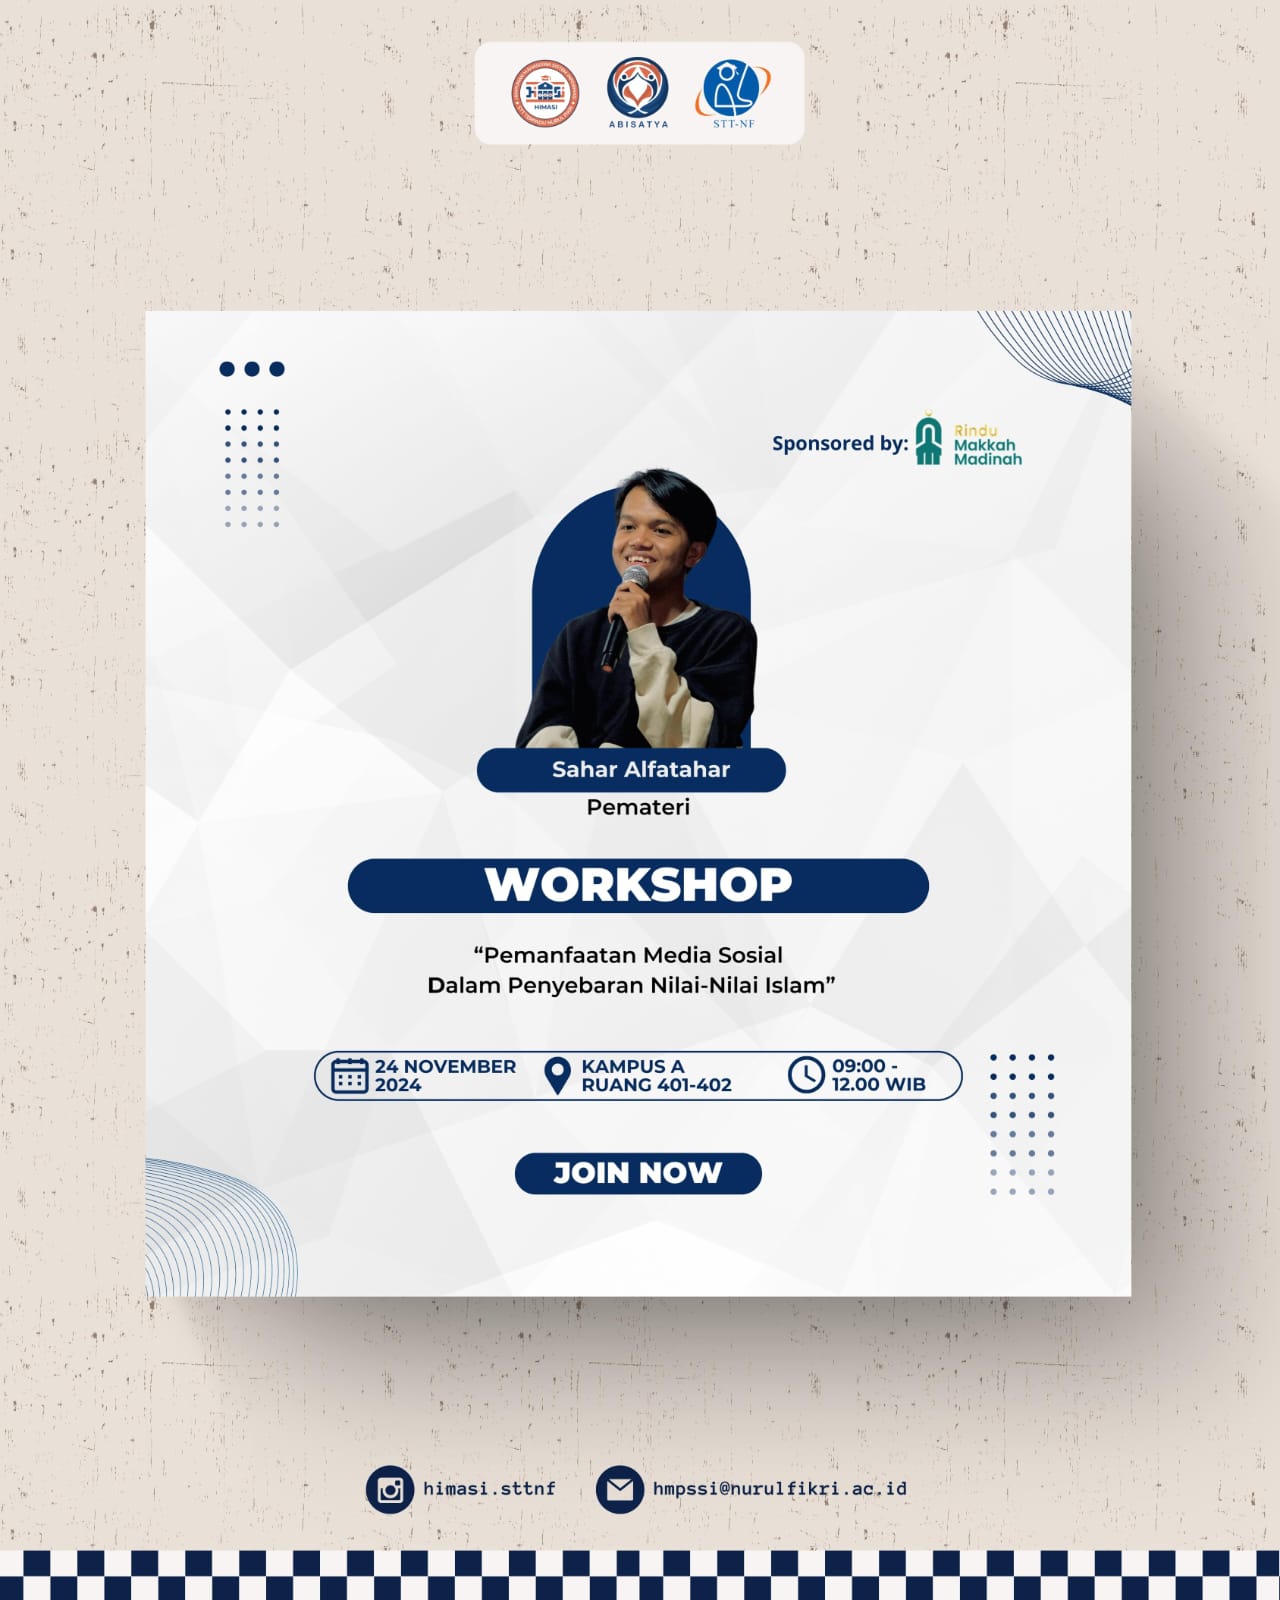 HIMASI
ABISATYA
STT-NF
Sponsored by:
Rindu
Makkah
Madinah
Sahar Alfatahar
Pemateri
WORKSHOP
“Pemanfaatan Media Sosial
Dalam Penyebaran Nilai-Nilai Islam”
24 NOVEMBER
2024
KAMPUS A
RUANG 401-402
09:00 -
12.00 WIB
JOIN NOW
himasi.sttnf
hmpssi@nurulfikri.ac.id